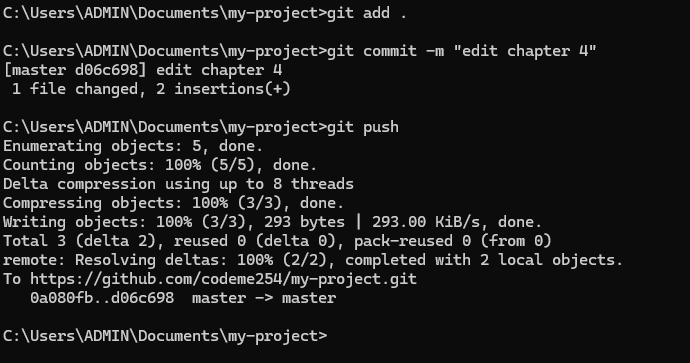 C:\Users\ADMIN\Documents\my-project>git add .
C:\Users\ADMIN\Documents\my-project>git commit -m "edit chapter 4"
[master d06c698] edit chapter 4
 1 file changed, 2 insertions(+)
C:\Users\ADMIN\Documents\my-project>git push
Enumerating objects: 5, done.
Counting objects: 100% (5/5), done.
Delta compression using up to 8 threads
Compressing objects: 100% (3/3), done.
Writing objects: 100% (3/3), 293 bytes | 293.00 KiB/s, done.
Total 3 (delta 2), reused 0 (delta 0), pack-reused 0 (from 0)
remote: Resolving deltas: 100% (2/2), completed with 2 local objects.
To https://github.com/codeme254/my-project.git
   0a080fb..d06c698  master -> master
C:\Users\ADMIN\Documents\my-project>